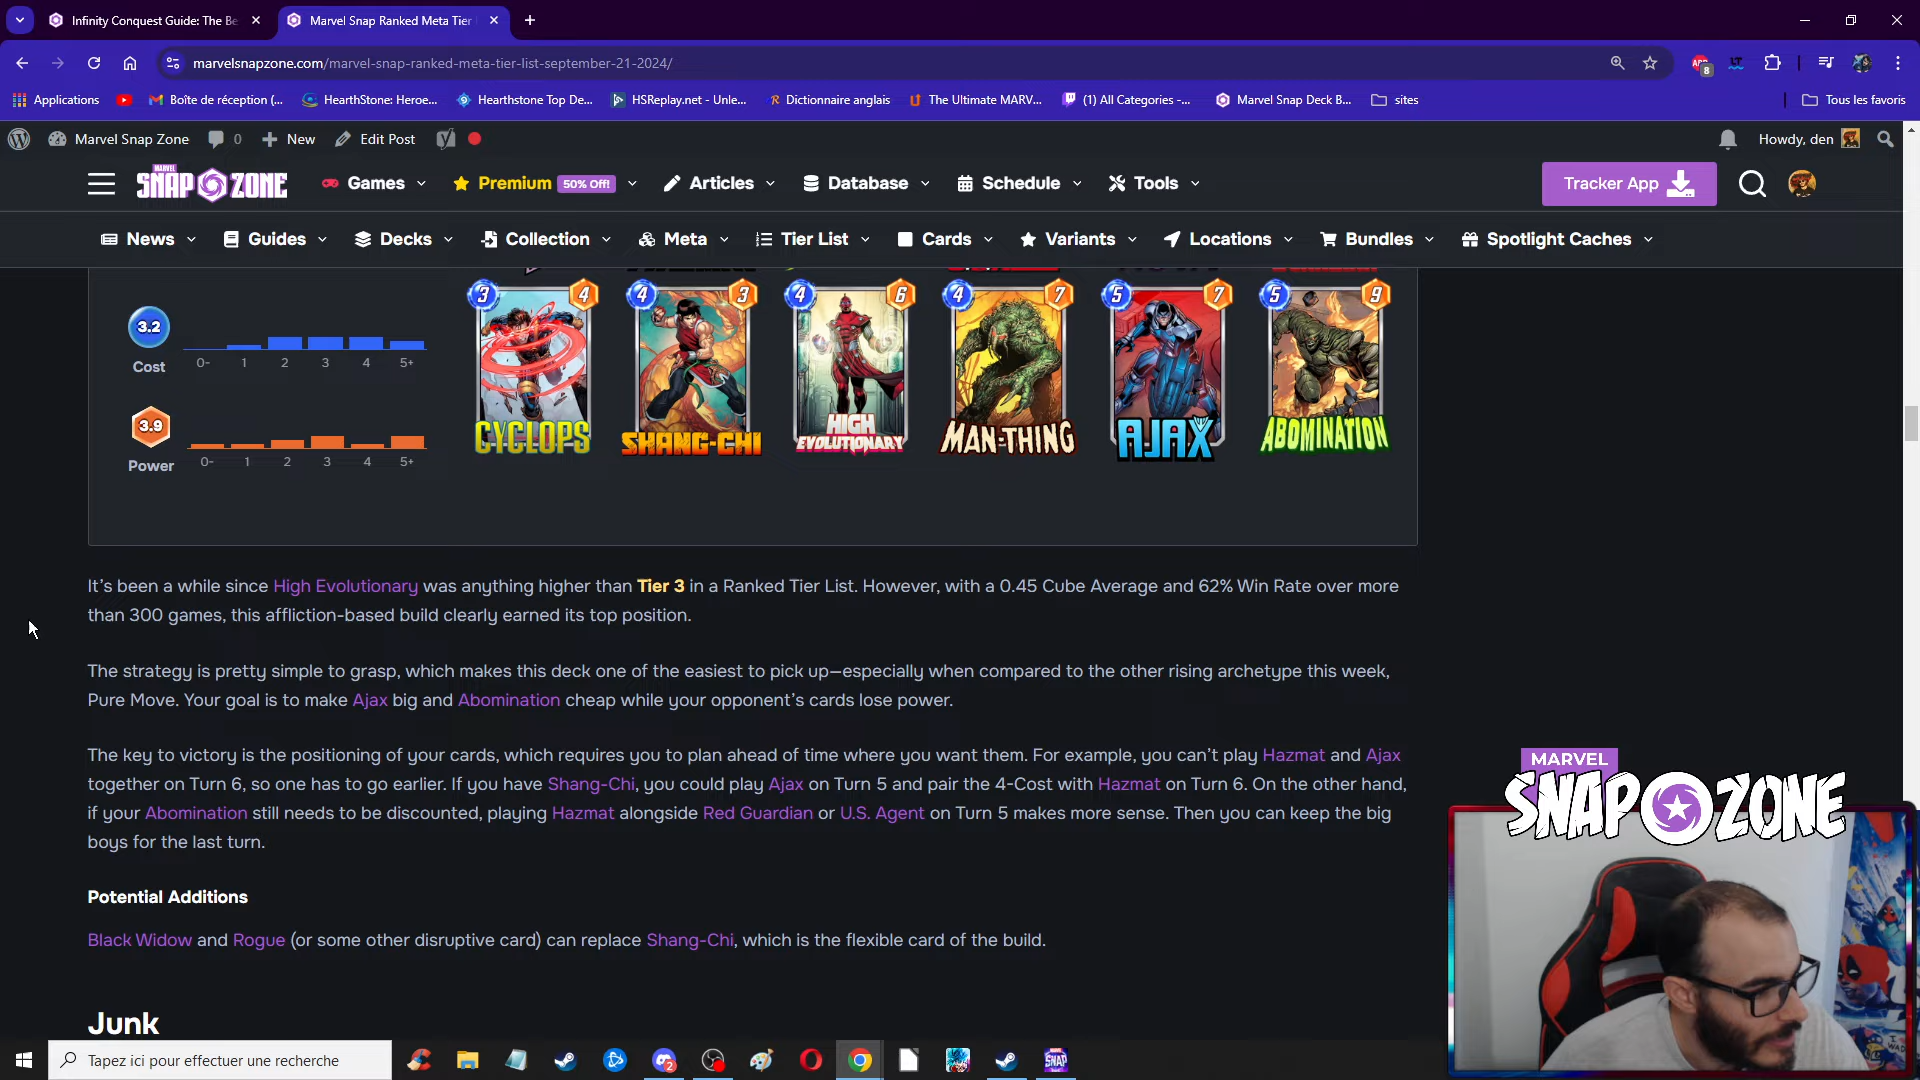 Infinity Conquest Guide: The Be
Marvel Snap Ranked Meta Tier
marvelsnapzone.com/marvel-snap-ranked-meta-tier-list-september-21-2024/
8
Applications
Boîte de réception (...
HearthStone: Heroe...
Hearthstone Top De...
HSReplay.net - Unle...
Dictionnaire anglais
The Ultimate MARV...
(1) All Categories -...
Marvel Snap Deck B...
sites
Tous les favoris
Marvel Snap Zone
0
New
Edit Post
Howdy, den
MARVEL SNAP ZONE
Games
Premium 50% Off!
Articles
Database
Schedule
Tools
Tracker App
News
Guides
Decks
Collection
Meta
Tier List
Cards
Variants
Locations
Bundles
Spotlight Caches
3.2
Cost
0- 1 2 3 4 5+
3.9
Power
0- 1 2 3 4 5+
3 4 4 3 4 6 4 7 5 7 5 9
CYCLOPS SHANG-CHI HIGH EVOLUTIONARY MAN-THING AJAX ABOMINATION
It's been a while since High Evolutionary was anything higher than Tier 3 in a Ranked Tier List. However, with a 0.45 Cube Average and 62% Win Rate over more
than 300 games, this affliction-based build clearly earned its top position.
The strategy is pretty simple to grasp, which makes this deck one of the easiest to pick up—especially when compared to the other rising archetype this week,
Pure Move. Your goal is to make Ajax big and Abomination cheap while your opponent's cards lose power.
The key to victory is the positioning of your cards, which requires you to plan ahead of time where you want them. For example, you can't play Hazmat and Ajax
together on Turn 6, so one has to go earlier. If you have Shang-Chi, you could play Ajax on Turn 5 and pair the 4-Cost with Hazmat on Turn 6. On the other hand,
if your Abomination still needs to be discounted, playing Hazmat alongside Red Guardian or U.S. Agent on Turn 5 makes more sense. Then you can keep the big
boys for the last turn.
Potential Additions
Black Widow and Rogue (or some other disruptive card) can replace Shang-Chi, which is the flexible card of the build.
Junk
MARVEL
SNAP ZONE
Tapez ici pour effectuer une recherche
2
SNAP